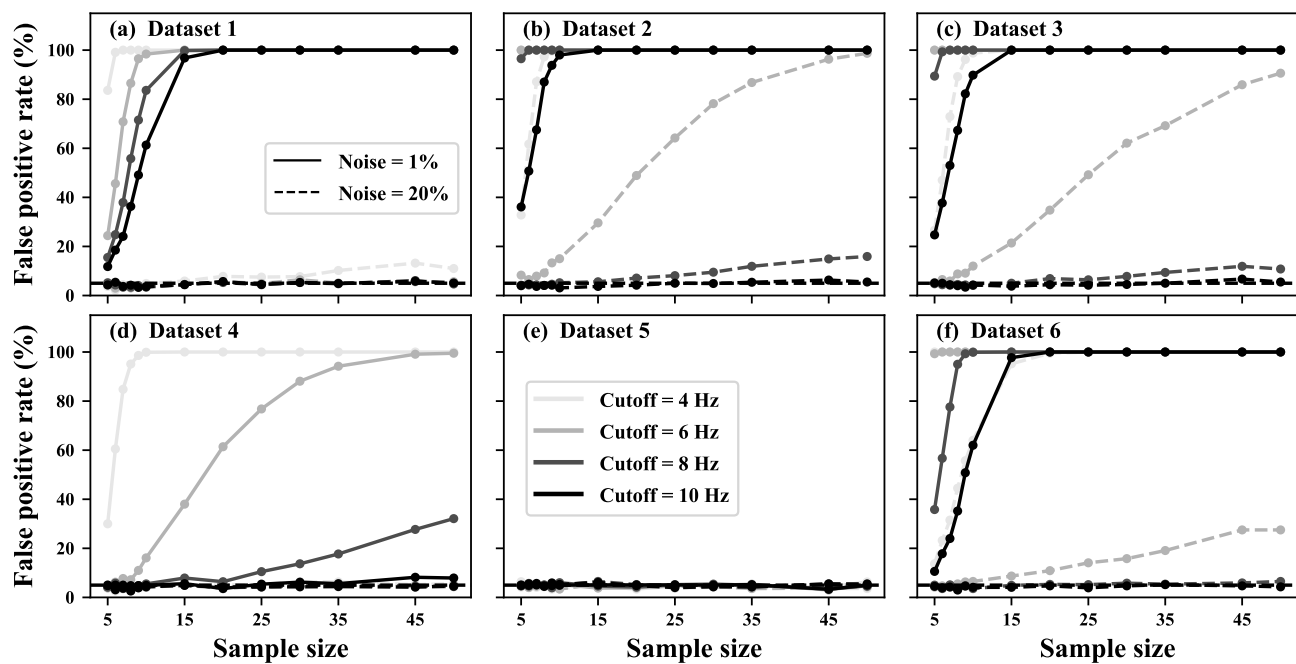 (a) Dataset 1
(b) Dataset 2
(c) Dataset 3
False positive rate (%)
100
80
60
40
20
0
Noise = 1%
Noise = 20%
(d) Dataset 4
(e) Dataset 5
(f) Dataset 6
False positive rate (%)
100
80
60
40
20
0
Cutoff = 4 Hz
Cutoff = 6 Hz
Cutoff = 8 Hz
Cutoff = 10 Hz
5 15 25 35 45
5 15 25 35 45
5 15 25 35 45
Sample size
Sample size
Sample size